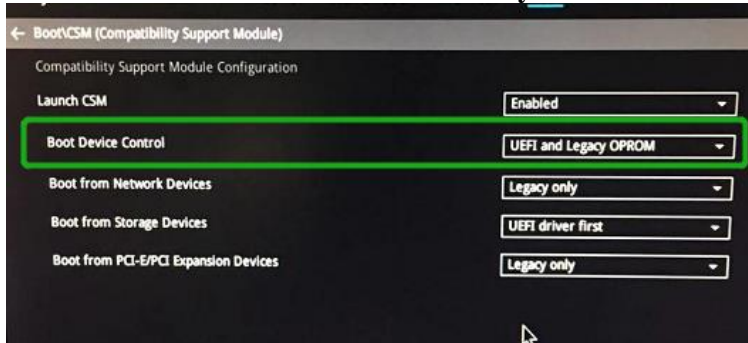 ← Boot\CSM (Compatibility Support Module)
Compatibility Support Module Configuration
Launch CSM Enabled
Boot Device Control UEFI and Legacy OPROM
Boot from Network Devices Legacy only
Boot from Storage Devices UEFI driver first
Boot from PCI-E/PCI Expansion Devices Legacy only